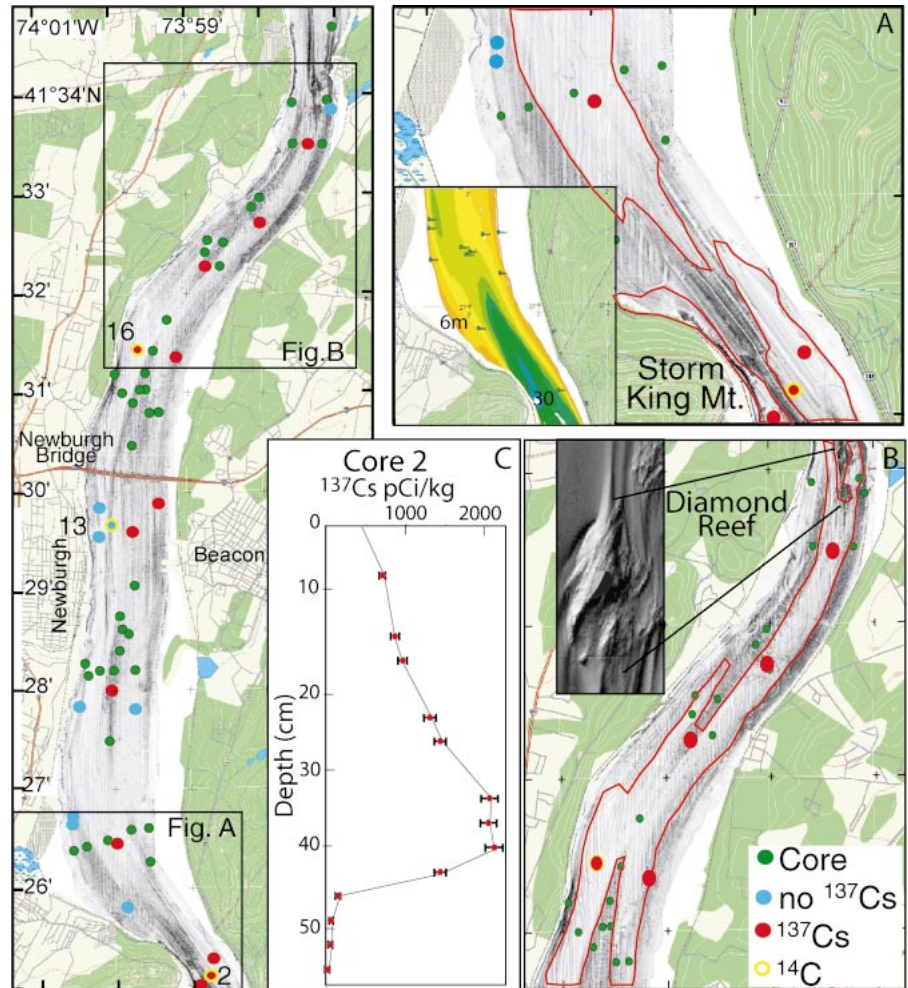 74°01'W
73°59'
41°34'N
33'
32'
16
Fig.B
31'
Newburgh
Bridge
30'
13
Beacon
Newburgh
29'
28'
27'
Fig. A
26'
2
A
6m
30
Storm
King Mt.
Core 2
C
¹³⁷Cs pCi/kg
0
1000
2000
10
20
30
40
50
Depth (cm)
B
Diamond
Reef
Core
no ¹³⁷Cs
¹³⁷Cs
¹⁴C